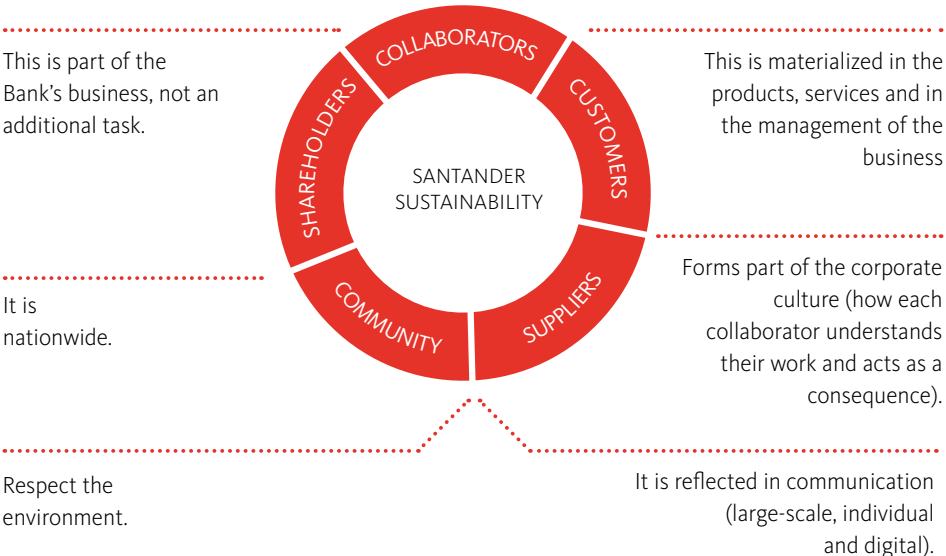 COLLABORATORS
This is part of the
Bank's business, not an
additional task.
This is materialized in the
products, services and in
the management of the
business
SHAREHOLDERS
CUSTOMERS
SANTANDER
SUSTAINABILITY
It is
nationwide.
Forms part of the corporate
culture (how each
collaborator understands
their work and acts as a
consequence).
COMMUNITY
SUPPLIERS
Respect the
environment.
It is reflected in communication
(large-scale, individual
and digital).